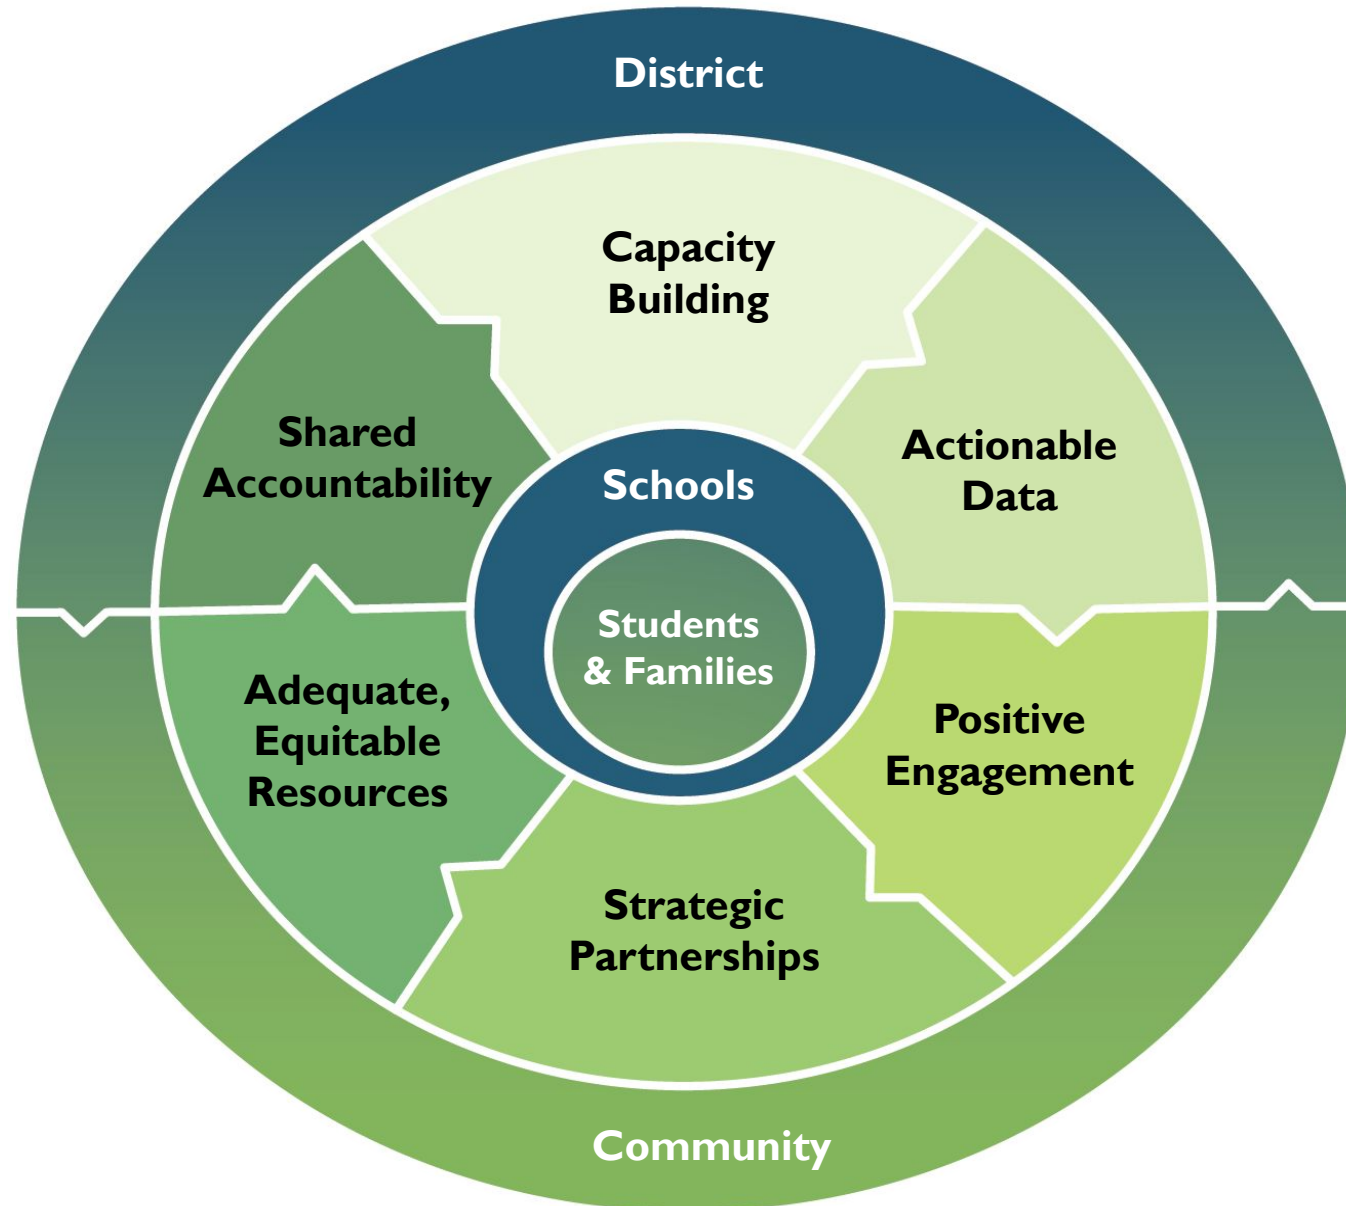 District
Capacity
Building
Shared
Accountability
Actionable
Data
Schools
Students
& Families
Adequate,
Equitable
Resources
Positive
Engagement
Strategic
Partnerships
Community